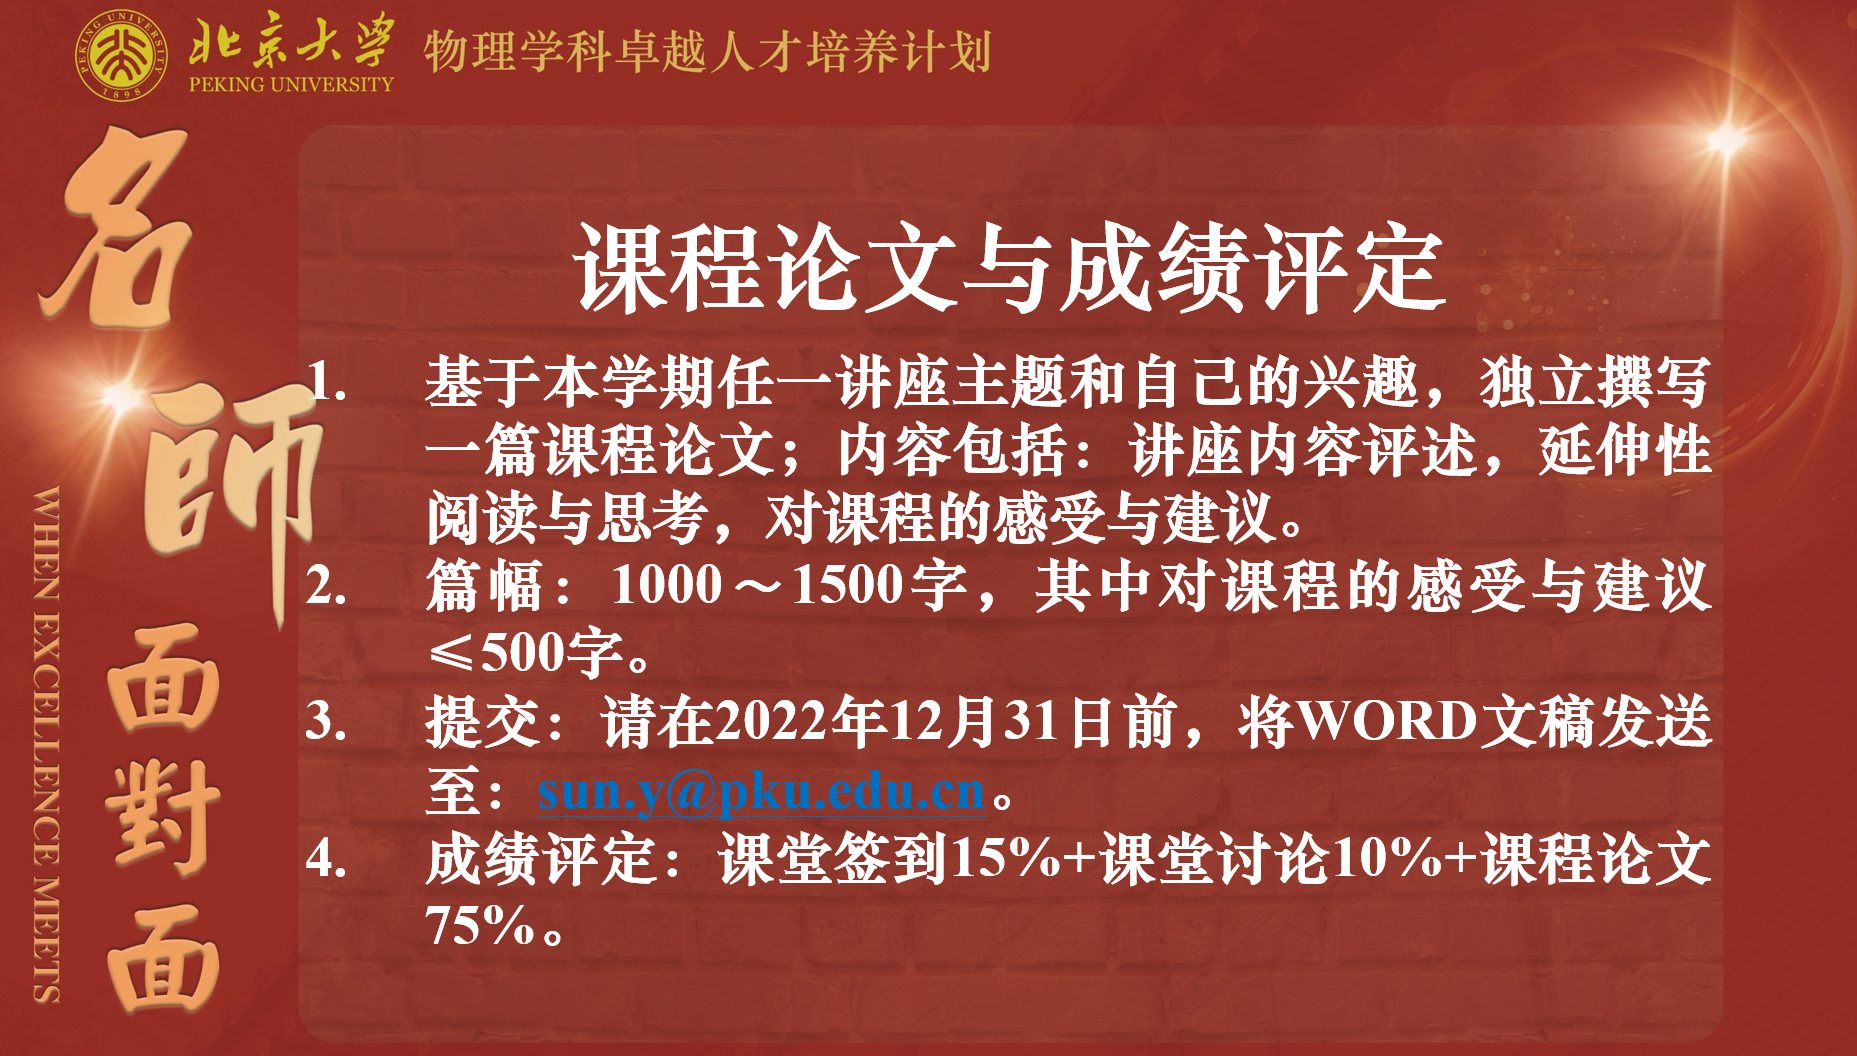 北京大学
PEKING UNIVERSITY
PEKING UNIVERSITY
1898
物理学科卓越人才培养计划
名師面對面
WHEN EXCELLENCE MEETS
课程论文与成绩评定
1. 基于本学期任一讲座主题和自己的兴趣，独立撰写
一篇课程论文；内容包括：讲座内容评述，延伸性
阅读与思考，对课程的感受与建议。
2. 篇幅：1000～1500字，其中对课程的感受与建议
≤500字。
3. 提交：请在2022年12月31日前，将WORD文稿发送
至：sun.y@pku.edu.cn。
4. 成绩评定：课堂签到15%+课堂讨论10%+课程论文
75%。